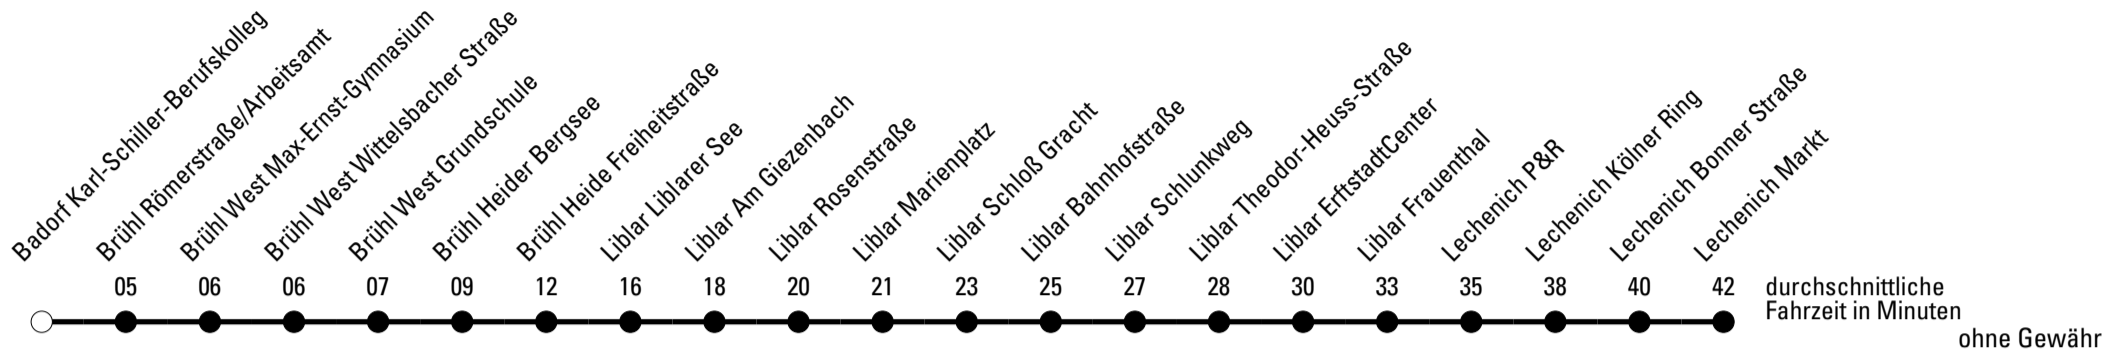 Badorf Karl-Schiller-Berufskolleg
Brühl Römerstraße/Arbeitsamt
Brühl West Max-Ernst-Gymnasium
Brühl West Wittelsbacher Straße
Brühl West Grundschule
Brühl Heider Bergsee
Brühl Heide Freiheitstraße
Liblar Liblarer See
Liblar Am Giezenbach
Liblar Rosenstraße
Liblar Marienplatz
Liblar Schloß Gracht
Liblar Bahnhofstraße
Liblar Schlunkweg
Liblar Theodor-Heuss-Straße
Liblar ErftstadtCenter
Liblar Frauenthal
Lechenich P&R
Lechenich Kölner Ring
Lechenich Bonner Straße
Lechenich Markt
05 06 06 07 09 12 16 18 20 21 23 25 27 28 30 33 35 38 40 42 durchschnittliche
Fahrzeit in Minuten
ohne Gewähr